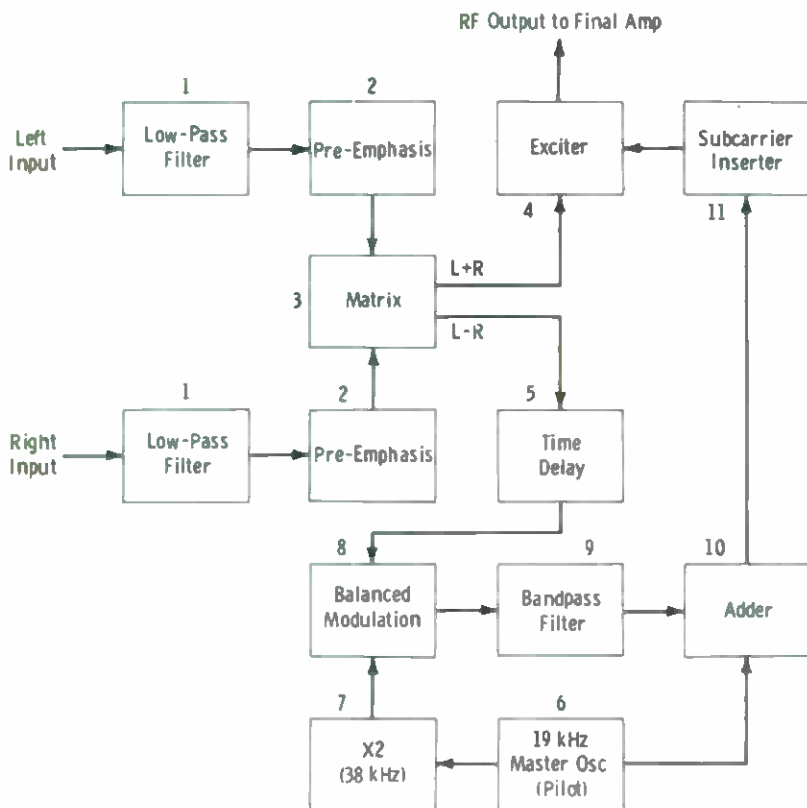 RF Output to Final Amp
1
2
Left
Input
Low-Pass
Filter
Pre-Emphasis
Exciter
Subcarrier
Inserter
4
11
L+R
3
Matrix
L-R
1
2
5
Right
Input
Low-Pass
Filter
Pre-Emphasis
Time
Delay
8
9
10
Balanced
Modulation
Bandpass
Filter
Adder
7
6
X2
(38 kHz)
19 kHz
Master Osc
(Pilot)